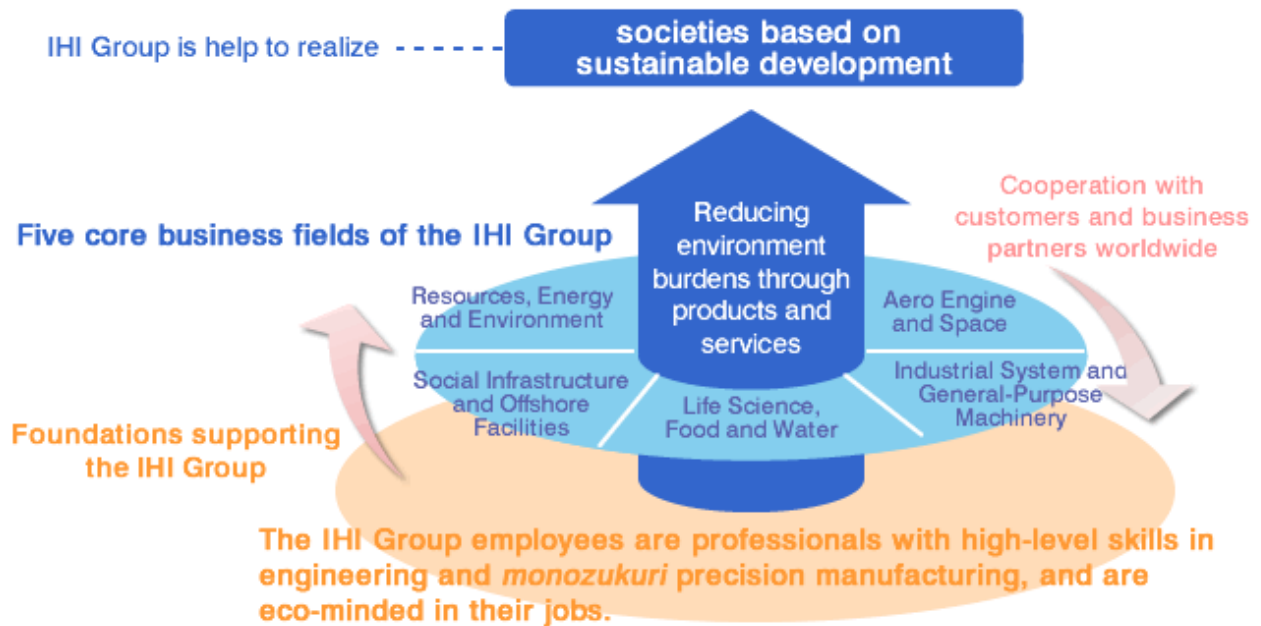 IHI Group is help to realize
societies based on
sustainable development
Five core business fields of the IHI Group
Reducing
environment
burdens through
products and
services
Cooperation with
customers and business
partners worldwide
Resources, Energy
and Environment
Aero Engine
and Space
Social Infrastructure
and Offshore
Facilities
Life Science,
Food and Water
Industrial System and
General-Purpose
Machinery
Foundations supporting
the IHI Group
The IHI Group employees are professionals with high-level skills in
engineering and monozukuri precision manufacturing, and are
eco-minded in their jobs.